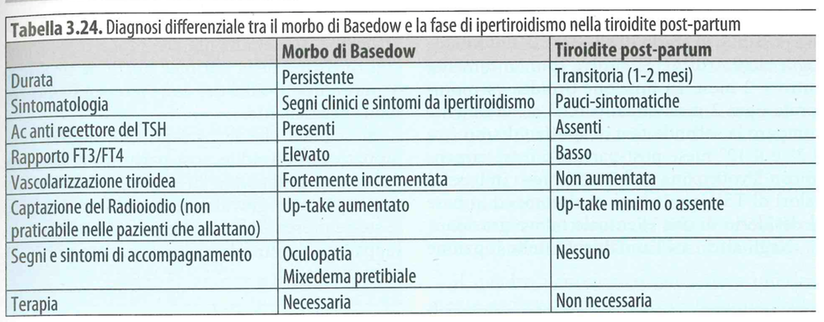 Tabella 3.24. Diagnosi differenziale tra il morbo di Basedow e la fase di ipertiroidismo nella tiroidite post-partum
Morbo di Basedow Tiroidite post-partum
Durata Persistente Transitoria (1-2 mesi)
Sintomatologia Segni clinici e sintomi da ipertiroidismo Pauci-sintomatiche
Ac anti recettore del TSH Presenti Assenti
Rapporto FT3/FT4 Elevato Basso
Vascolarizzazione tiroidea Fortemente incrementata Non aumentata
Captazione del Radioiodio (non Up-take aumentato Up-take minimo o assente
praticabile nelle pazienti che allattano)
Segni e sintomi di accompagnamento Oculopatia Nessuno
Mixedema pretibiale
Terapia Necessaria Non necessaria